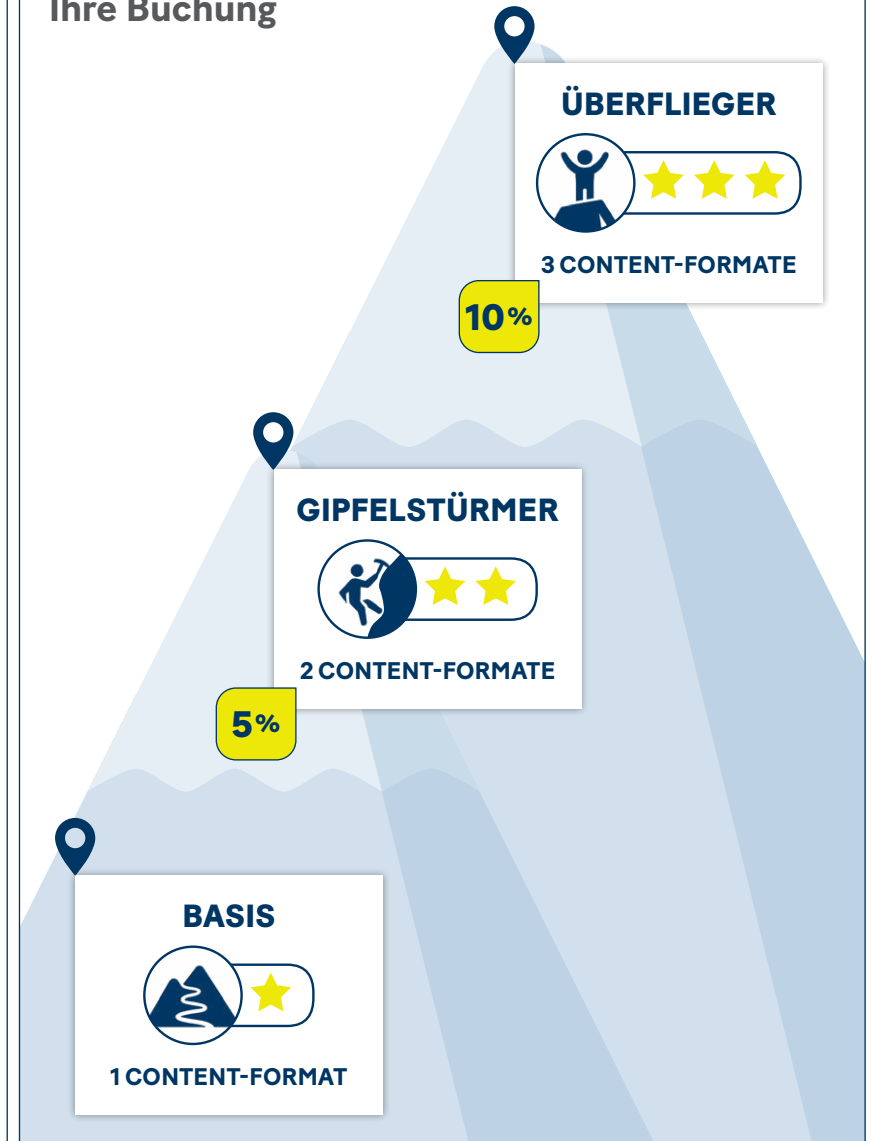 Ihre Buchung
ÜBERFLIEGER
3 CONTENT-FORMATE
10%
GIPFELSTÜRMER
2 CONTENT-FORMATE
5%
BASIS
1 CONTENT-FORMAT